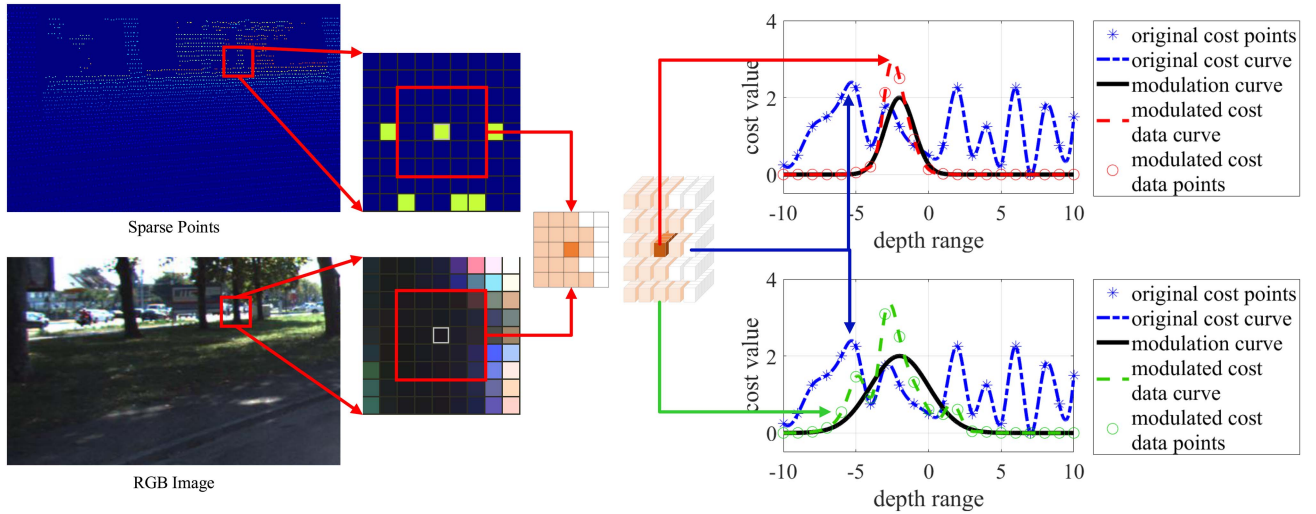 Sparse Points
RGB Image
4
2
0
cost value
-10
-5
0
5
10
depth range
original cost points
original cost curve
modulation curve
modulated cost
data curve
modulated cost
data points
4
2
0
cost value
-10
-5
0
5
10
depth range
original cost points
original cost curve
modulation curve
modulated cost
data curve
modulated cost
data points